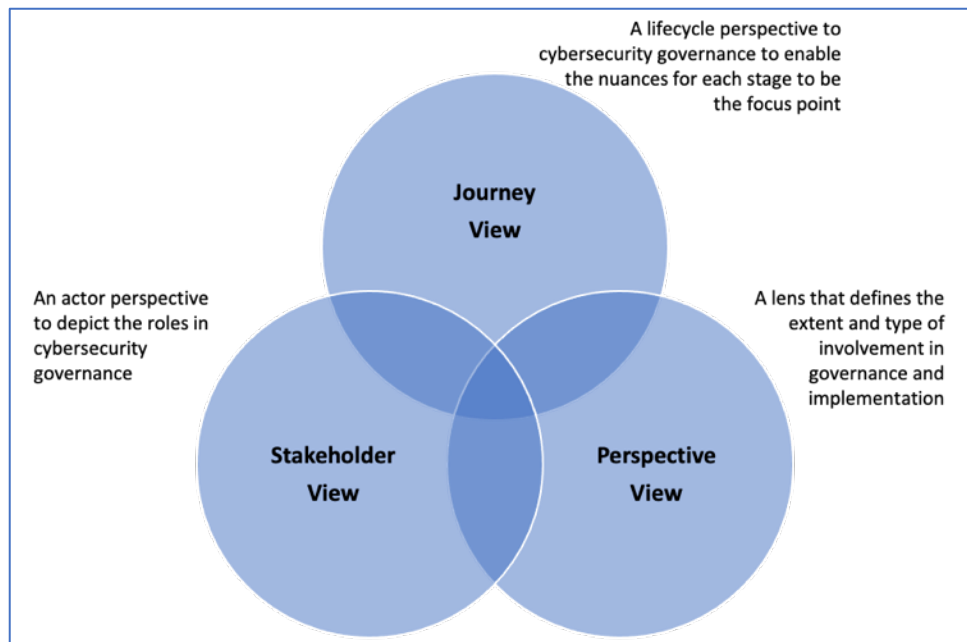 A lifecycle perspective to
cybersecurity governance to enable
the nuances for each stage to be
the focus point
Journey
View
An actor perspective
to depict the roles in
cybersecurity
governance
A lens that defines the
extent and type of
involvement in
governance and
implementation
Stakeholder
View
Perspective
View